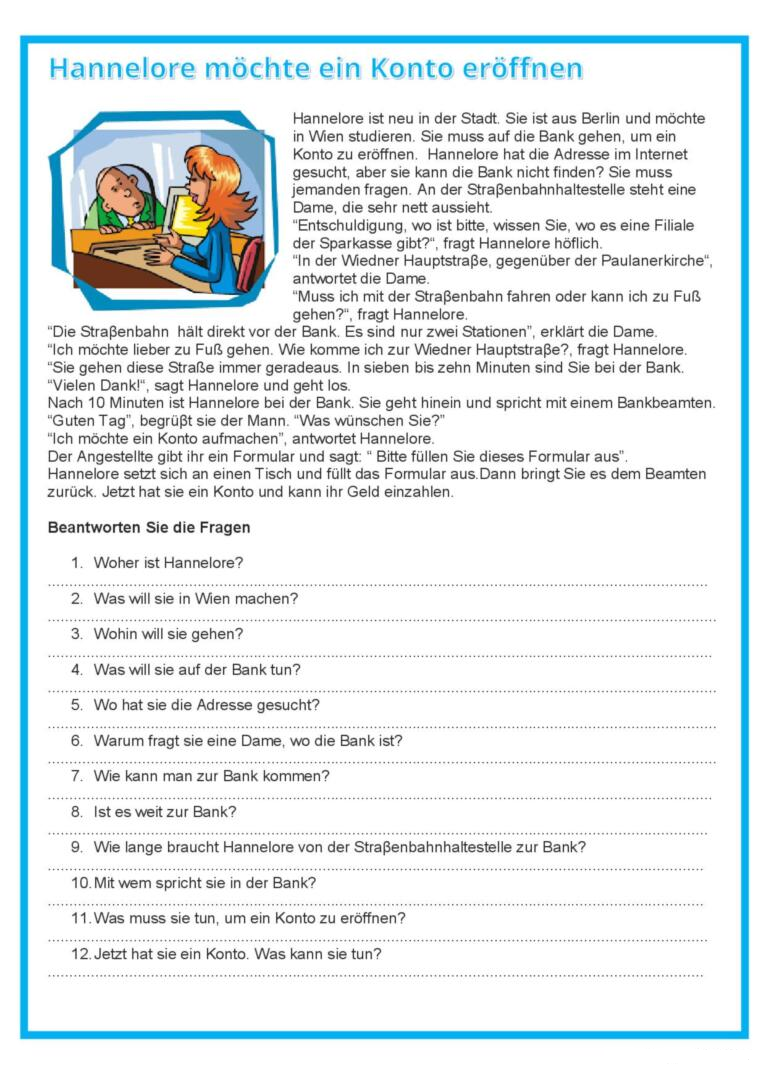 Hannelore möchte ein Konto eröffnen
Hannelore ist neu in der Stadt. Sie ist aus Berlin und möchte
in Wien studieren. Sie muss auf die Bank gehen, um ein
Konto zu eröffnen.  Hannelore hat die Adresse im Internet
gesucht, aber sie kann die Bank nicht finden? Sie muss
jemanden fragen. An der Straβenbahnhaltestelle steht eine
Dame, die sehr nett aussieht.
“Entschuldigung, wo ist bitte, wissen Sie, wo es eine Filiale
der Sparkasse gibt?“, fragt Hannelore höflich.
“In der Wiedner Hauptstraβe, gegenüber der Paulanerkirche“,
antwortet die Dame.
“Muss ich mit der Straβenbahn fahren oder kann ich zu Fuß
gehen?“, fragt Hannelore.
“Die Straβenbahn  hält direkt vor der Bank. Es sind nur zwei Stationen”, erklärt die Dame.
“Ich möchte lieber zu Fuß gehen. Wie komme ich zur Wiedner Hauptstraβe?, fragt Hannelore.
“Sie gehen diese Straße immer geradeaus. In sieben bis zehn Minuten sind Sie bei der Bank.
“Vielen Dank!“, sagt Hannelore und geht los.
Nach 10 Minuten ist Hannelore bei der Bank. Sie geht hinein und spricht mit einem Bankbeamten.
“Guten Tag”, begrüβt sie der Mann. “Was wünschen Sie?”
“Ich möchte ein Konto aufmachen”, antwortet Hannelore.
Der Angestellte gibt ihr ein Formular und sagt: “ Bitte füllen Sie dieses Formular aus”.
Hannelore setzt sich an einen Tisch und füllt das Formular aus.Dann bringt Sie es dem Beamten
zurück. Jetzt hat sie ein Konto und kann ihr Geld einzahlen.
Beantworten Sie die Fragen
1. Woher ist Hannelore?
2. Was will sie in Wien machen?
3. Wohin will sie gehen?
4. Was will sie auf der Bank tun?
5. Wo hat sie die Adresse gesucht?
6. Warum fragt sie eine Dame, wo die Bank ist?
7. Wie kann man zur Bank kommen?
8. Ist es weit zur Bank?
9. Wie lange braucht Hannelore von der Straβenbahnhaltestelle zur Bank?
10. Mit wem spricht sie in der Bank?
11. Was muss sie tun, um ein Konto zu eröffnen?
12. Jetzt hat sie ein Konto. Was kann sie tun?